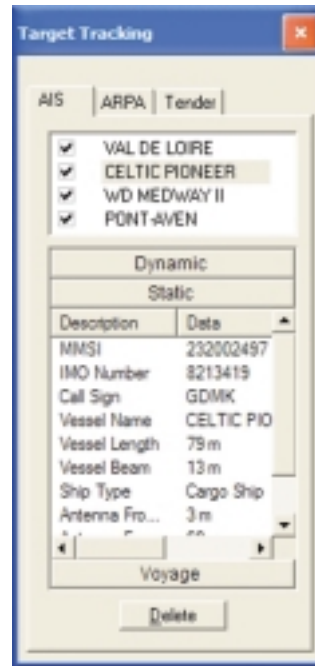 Target Tracking
AIS ARPA Tender
VAL DE LOIRE
CELTIC PIONEER
WD MEDWAY II
PONT-AVEN
Dynamic
Static
Description Data
MMSI 232002497
IMO Number 8213419
Call Sign GDMK
Vessel Name CELTIC PIO
Vessel Length 79 m
Vessel Beam 13 m
Ship Type Cargo Ship
Antenna Fro... 3 m
Voyage
Delete